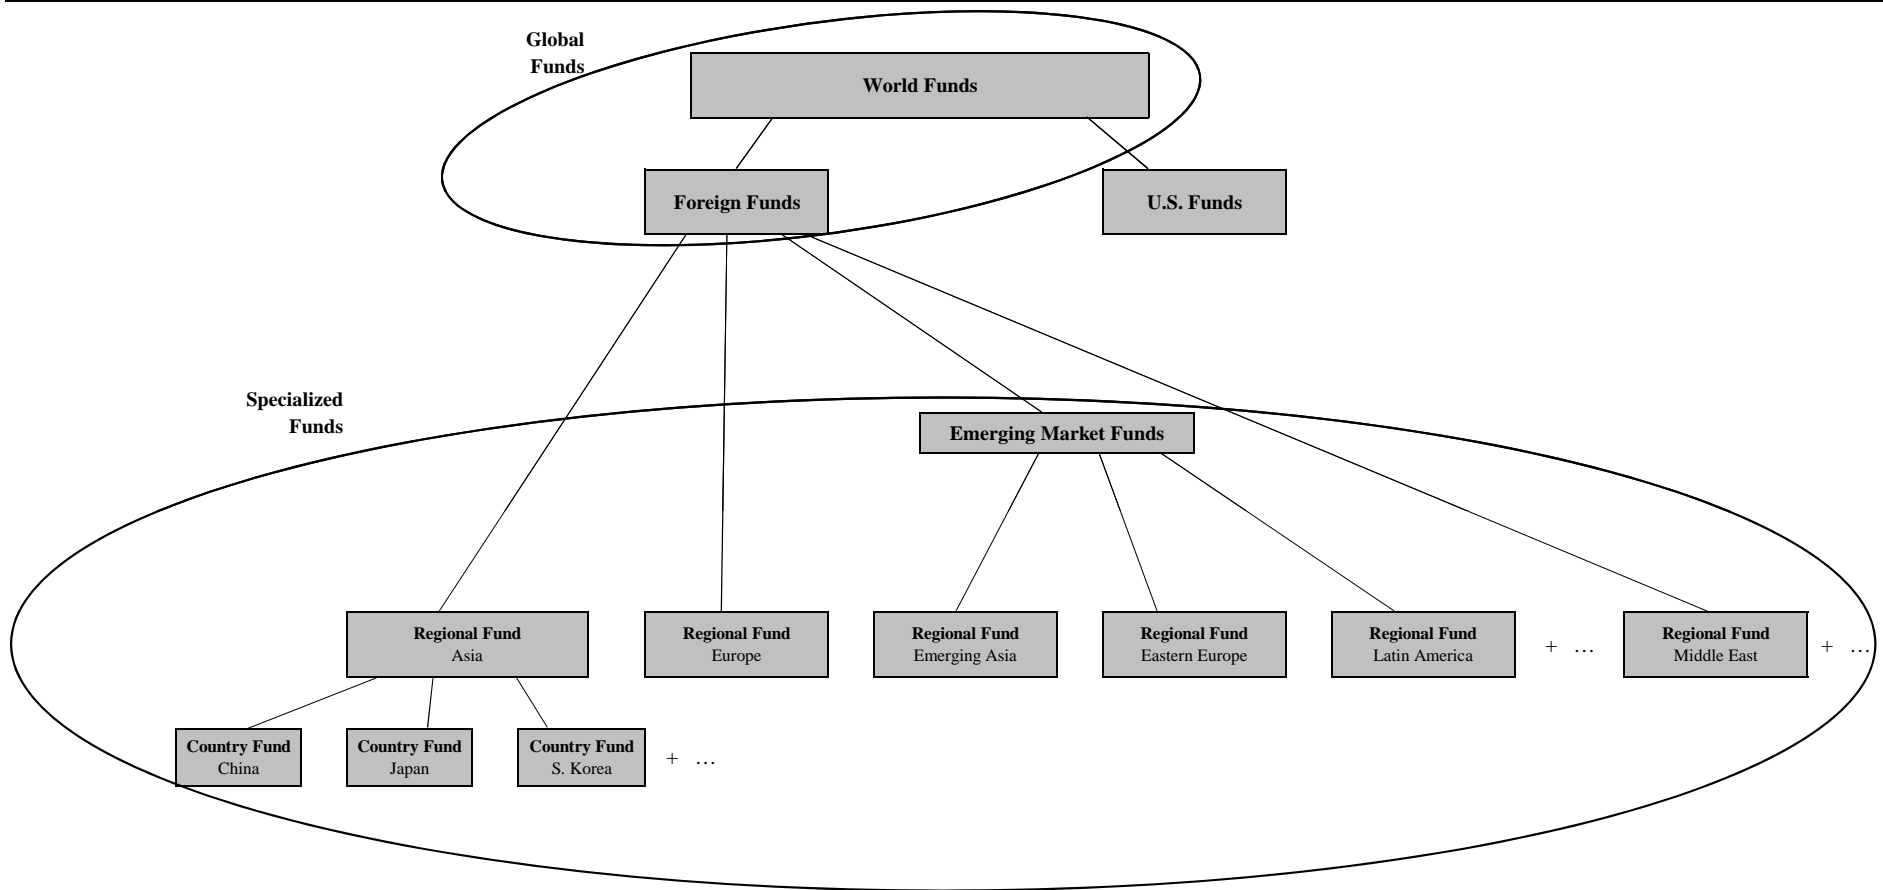 Global
Funds
World Funds
Foreign Funds
U.S. Funds
Specialized
Funds
Emerging Market Funds
Regional Fund
Asia
Regional Fund
Europe
Regional Fund
Emerging Asia
Regional Fund
Eastern Europe
Regional Fund
Latin America
+ …
Regional Fund
Middle East
+ …
Country Fund
China
Country Fund
Japan
Country Fund
S. Korea
+ …